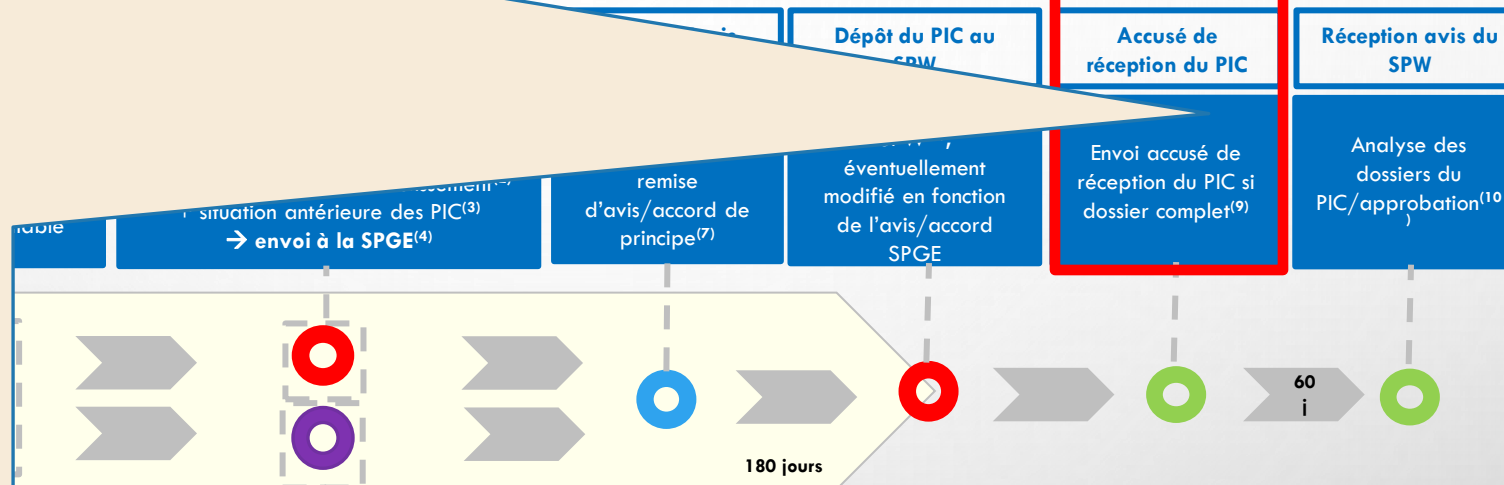 Dépôt du PIC au
SPW
Accusé de
réception du PIC
Réception avis du
SPW
situation antérieure des PIC(3)
→ envoi à la SPGE(4)
remise
d'avis/accord de
principe(7)
éventuellement
modifié en fonction
de l'avis/accord
SPGE
Envoi accusé de
réception du PIC si
dossier complet(9)
Analyse des
dossiers du
PIC/approbation(10
)
60
j
180 jours